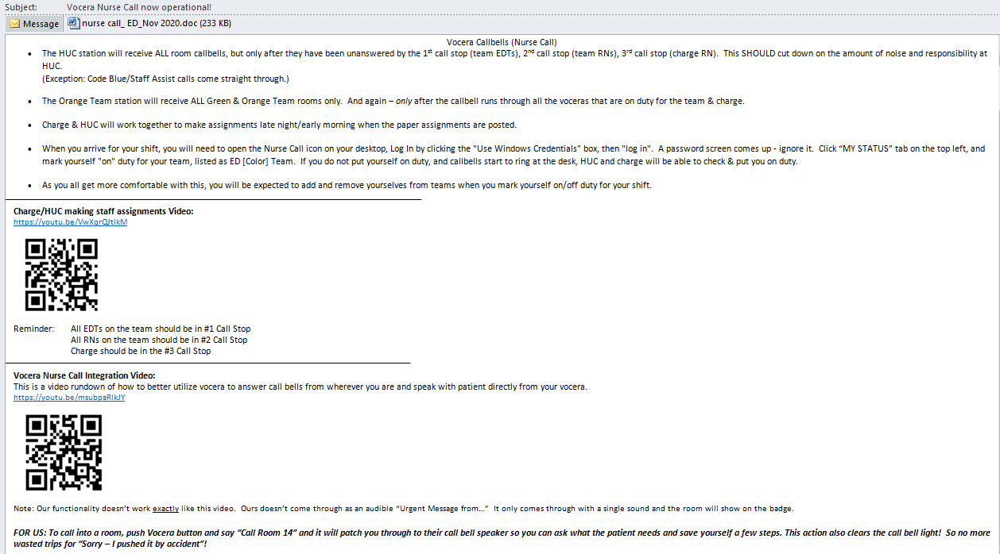 Subject: Vocera Nurse Call now operational!
Message nurse call_ ED_Nov 2020.doc (233 KB)
Vocera Callbells (Nurse Call)
• The HUC station will receive ALL room callbells, but only after they have been unanswered by the 1st call stop (team EDTs), 2nd call stop (team RNs), 3rd call stop (charge RN). This SHOULD cut down on the amount of noise and responsibility at
HUC.
(Exception: Code Blue/Staff Assist calls come straight through.)
• The Orange Team station will receive ALL Green & Orange Team rooms only. And again – only after the callbell runs through all the voceras that are on duty for the team & charge.
• Charge & HUC will work together to make assignments late night/early morning when the paper assignments are posted.
• When you arrive for your shift, you will need to open the Nurse Call icon on your desktop, Log In by clicking the "Use Windows Credentials" box, then "log in". A password screen comes up - ignore it. Click “MY STATUS” tab on the top left, and
mark yourself "on" duty for your team, listed as ED [Color] Team. If you do not put yourself on duty, and callbells start to ring at the desk, HUC and charge will be able to check & put you on duty.
• As you all get more comfortable with this, you will be expected to add and remove yourselves from teams when you mark yourself on/off duty for your shift.
Charge/HUC making staff assignments Video:
https://youtu.be/VwXqrQJtIkM
Reminder: All EDTs on the team should be in #1 Call Stop
All RNs on the team should be in #2 Call Stop
Charge should be in the #3 Call Stop
Vocera Nurse Call Integration Video:
This is a video rundown of how to better utilize vocera to answer call bells from wherever you are and speak with patient directly from your vocera.
https://youtu.be/msubpaRIkJY
Note: Our functionality doesn’t work exactly like this video. Ours doesn’t come through as an audible “Urgent Message from…” It only comes through with a single sound and the room will show on the badge.
FOR US: To call into a room, push Vocera button and say “Call Room 14” and it will patch you through to their call bell speaker so you can ask what the patient needs and save yourself a few steps. This action also clears the call bell light! So no more
wasted trips for “Sorry – I pushed it by accident”!